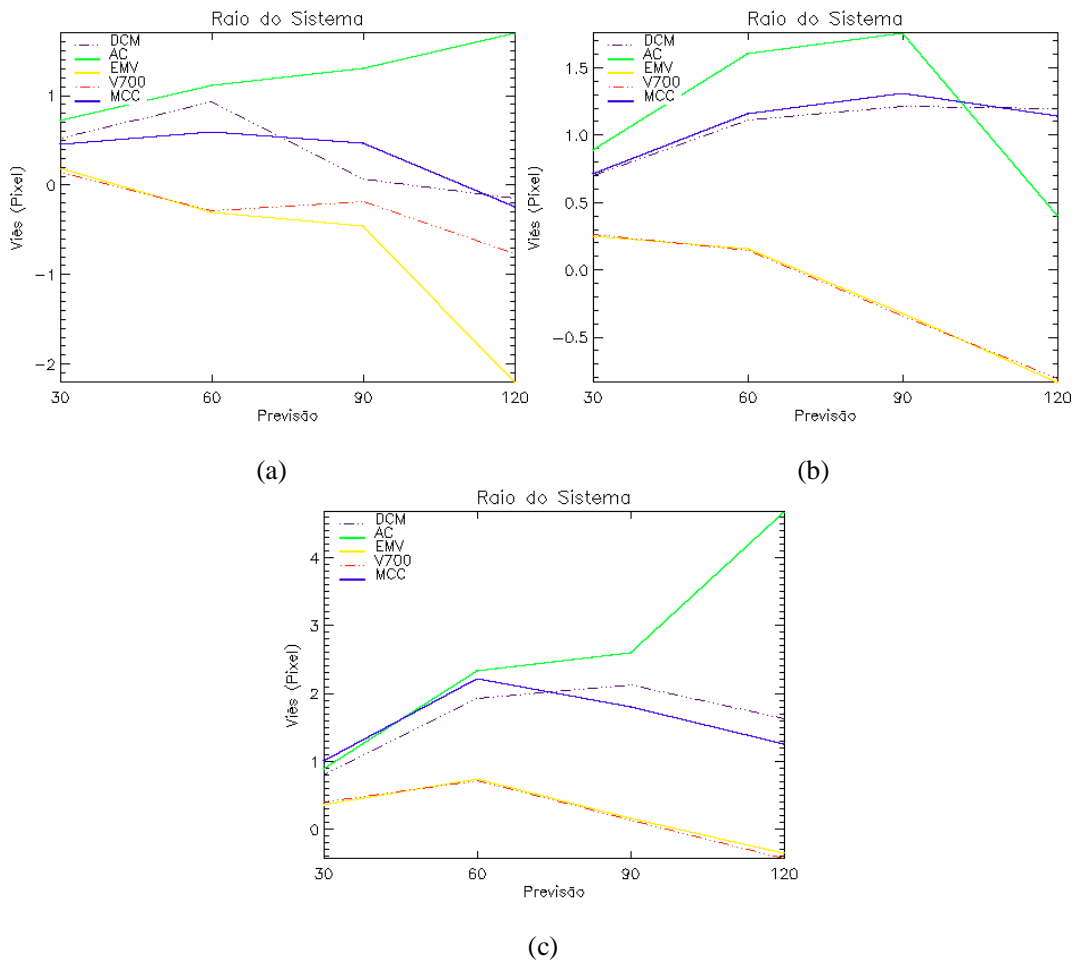 Raio do Sistema
DCM
AC
EMV
V700
MCC
1
0
−1
−2
Viés (Pixel)
30
60
90
120
Previsão
(a)
Raio do Sistema
DCM
AC
EMV
V700
MCC
1.5
1.0
0.5
0.0
−0.5
Viés (Pixel)
30
60
90
120
Previsão
(b)
Raio do Sistema
DCM
AC
EMV
V700
MCC
4
3
2
1
0
Viés (Pixel)
30
60
90
120
Previsão
(c)